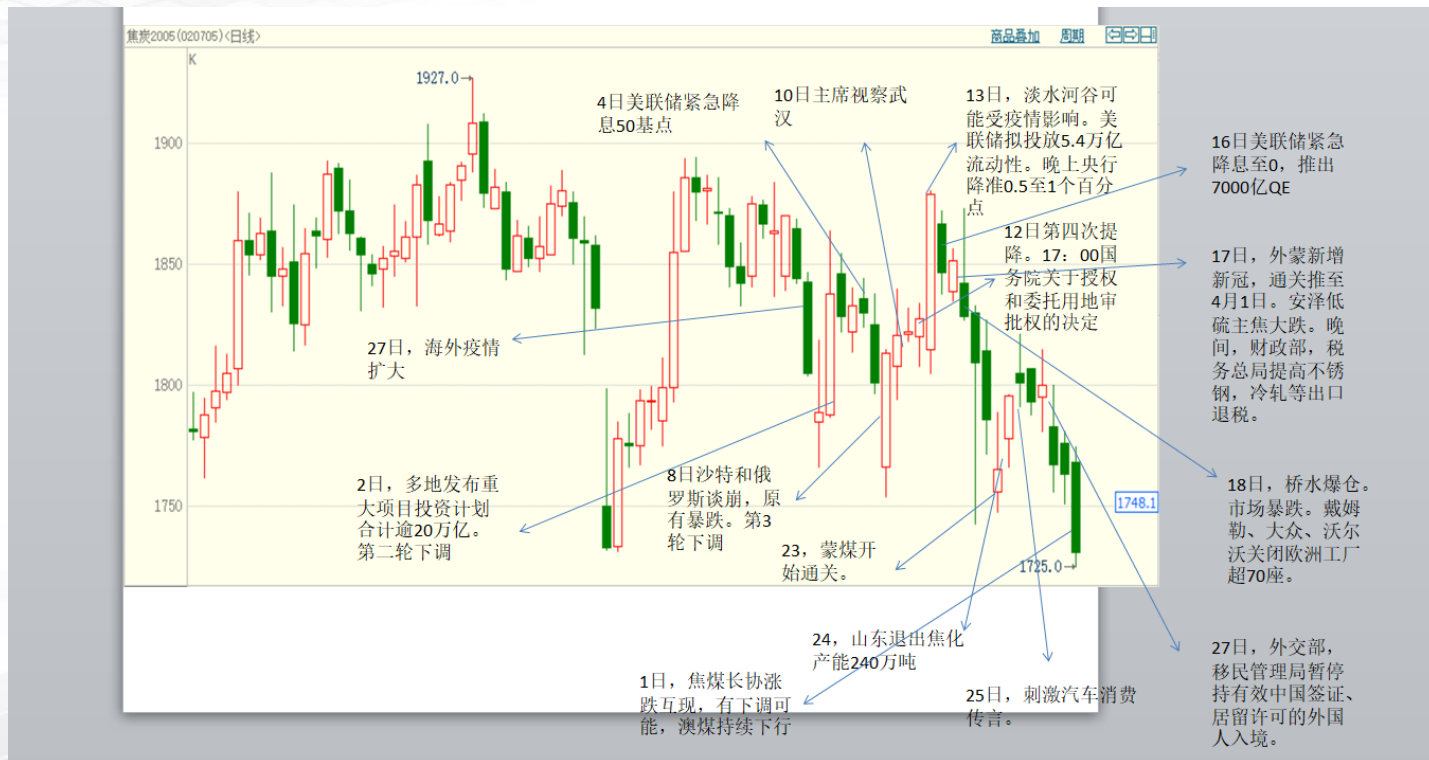 焦炭2005(020705)<日线>
商品叠加 周期
K
1900
1850
1800
1750
1927.0
1725.0
1748.1
4日美联储紧急降
息50基点
10日主席视察武
汉
13日，淡水河谷可
能受疫情影响。美
联储拟投放5.4万亿
流动性。晚上央行
降准0.5至1个百分
点
16日美联储紧急
降息至0，推出
7000亿QE
12日第四次提
降。17：00国
务院关于授权
和委托用地审
批权的决定
17日，外蒙新增
新冠，通关推至
4月1日。安泽低
硫主焦大跌。晚
间，财政部，税
务总局提高不锈
钢，冷轧等出口
退税。
27日，海外疫情
扩大
2日，多地发布重
大项目投资计划
合计逾20万亿。
第二轮下调
8日沙特和俄
罗斯谈崩，原
有暴跌。第3
轮下调
23，蒙煤开
始通关。
18日，桥水爆仓。
市场暴跌。戴姆
勒、大众、沃尔
沃关闭欧洲工厂
超70座。
24，山东退出焦化
产能240万吨
1日，焦煤长协涨
跌互现，有下调可
能，澳煤持续下行
25日，刺激汽车消费
传言。
27日，外交部，
移民管理局暂停
持有效中国签证、
居留许可的外国
人入境。